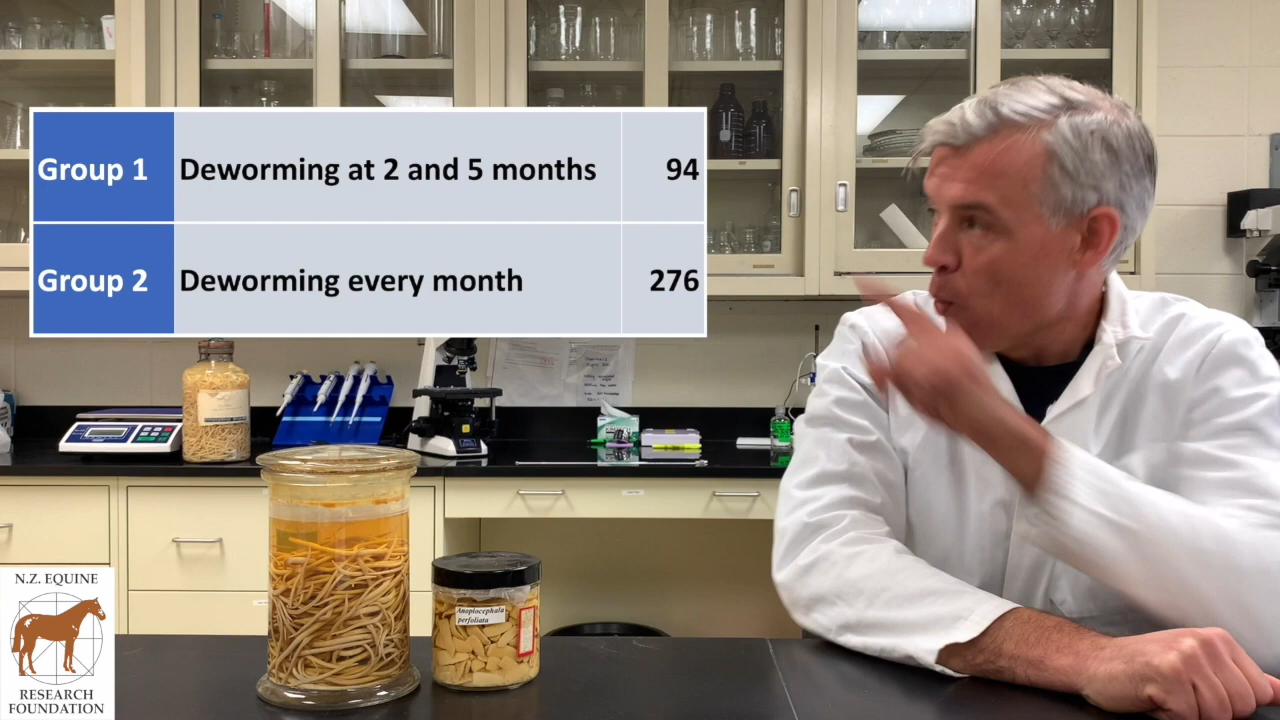 Group 1 Deworming at 2 and 5 months 94
Group 2 Deworming every month 276
Anoplocephala
perfoliata
N.Z. EQUINE
RESEARCH
FOUNDATION